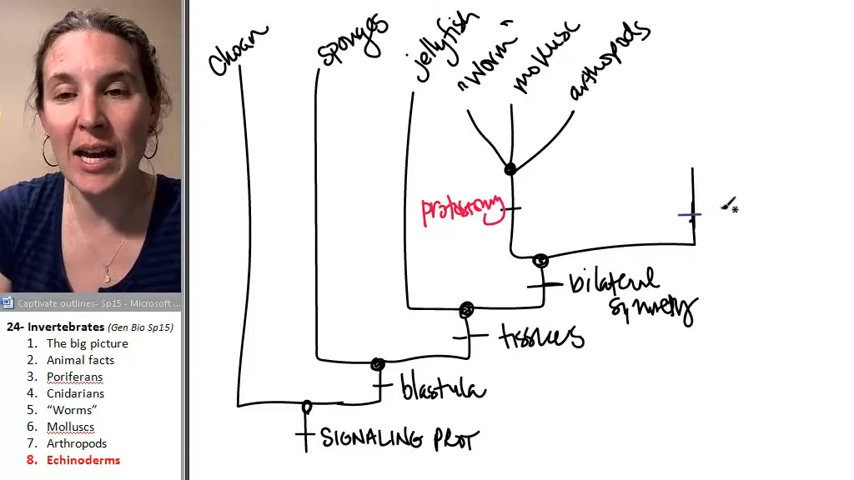 choan
sponges
jellyfish
"worm"
mollusc
arthropods
protostomy
bilateral
symmetry
tissues
blastula
SIGNALING PROT
Captivate outlines- Sp15 - Microsoft ...
24- Invertebrates (Gen Bio Sp15)
1. The big picture
2. Animal facts
3. Poriferans
4. Cnidarians
5. “Worms”
6. Molluscs
7. Arthropods
8. Echinoderms